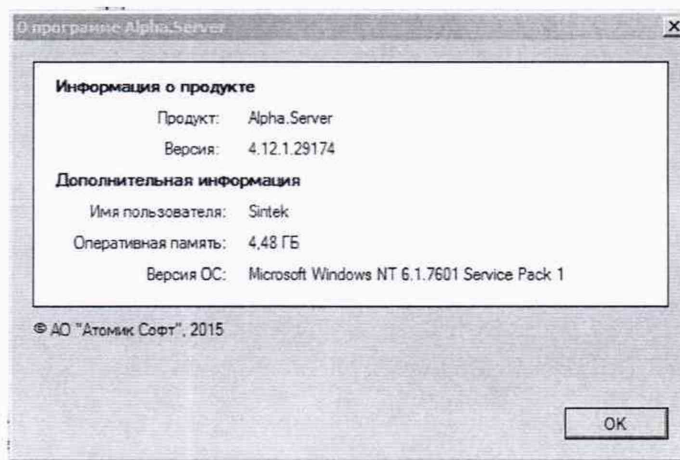 О программе Alpha.Server
Информация о продукте
Продукт: Alpha.Server
Версия: 4.12.1.29174
Дополнительная информация
Имя пользователя: Sintek
Оперативная память: 4,48 ГБ
Версия ОС: Microsoft Windows NT 6.1.7601 Service Pack 1
© АО "Атомик Софт", 2015
OK